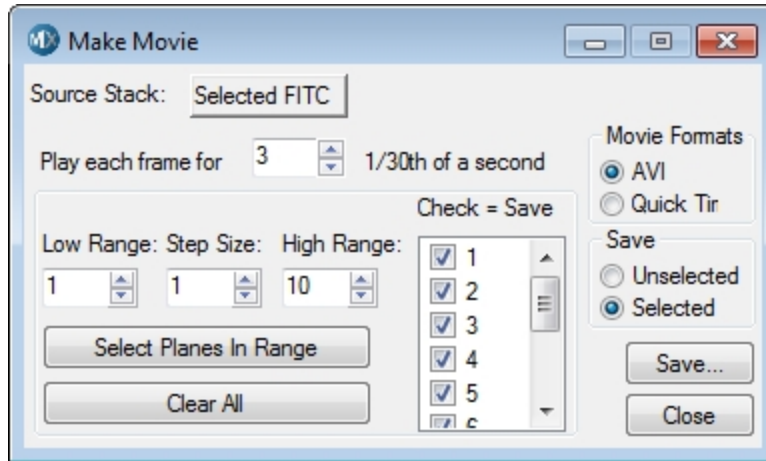 MX Make Movie
Source Stack: Selected FITC
Play each frame for 3 1/30th of a second
Movie Formats
AVI
Quick Tir
Check = Save
Low Range: Step Size: High Range:
1 1 10
1
2
3
4
5
6
Select Planes In Range
Clear All
Save
Unselected
Selected
Save...
Close